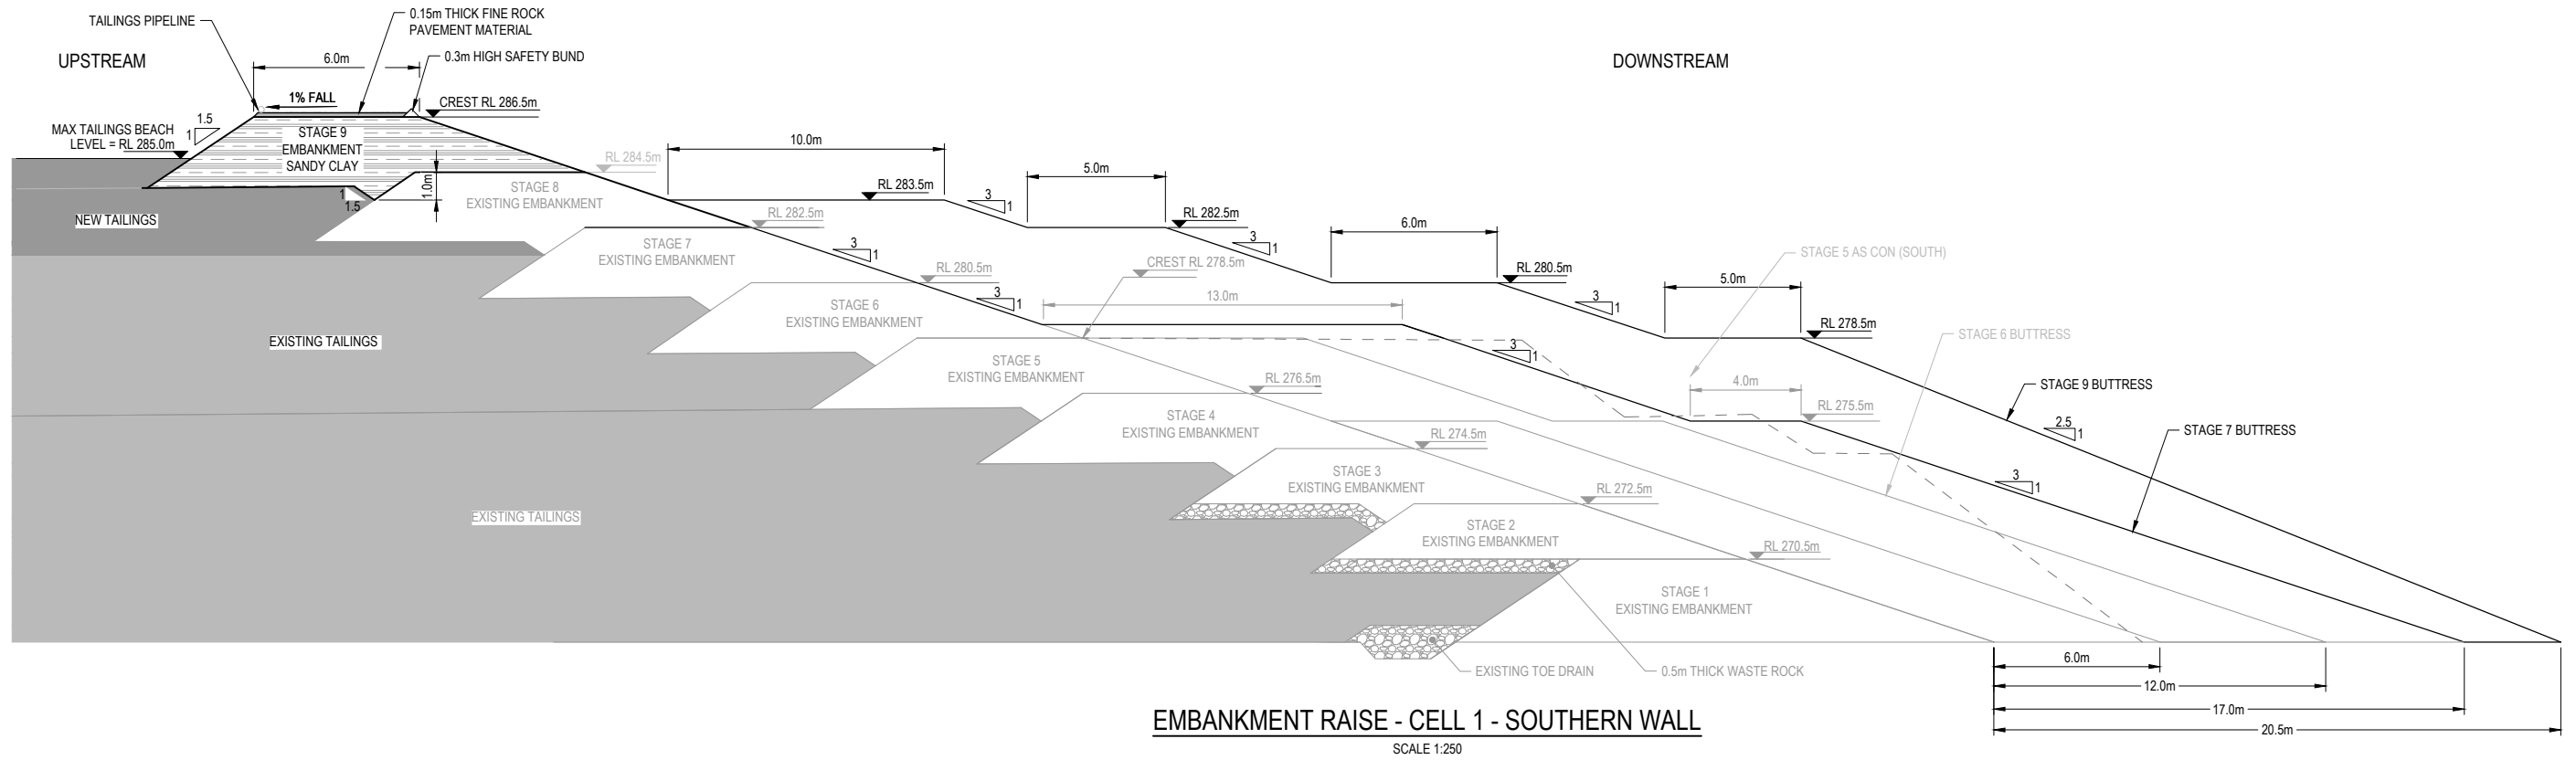 TAILINGS PIPELINE
0.15m THICK FINE ROCK
PAVEMENT MATERIAL
UPSTREAM
6.0m
0.3m HIGH SAFETY BUND
DOWNSTREAM
1% FALL
CREST RL 286.5m
1.5
1
MAX TAILINGS BEACH
LEVEL = RL 285.0m
STAGE 9
EMBANKMENT
SANDY CLAY
RL 284.5m
10.0m
5.0m
1.0m
1
1.5
STAGE 8
EXISTING EMBANKMENT
RL 283.5m
3
1
NEW TAILINGS
RL 282.5m
RL 282.5m
6.0m
STAGE 7
EXISTING EMBANKMENT
3
1
3
1
STAGE 5 AS CON (SOUTH)
CREST RL 278.5m
RL 280.5m
RL 280.5m
5.0m
STAGE 6
EXISTING EMBANKMENT
3
1
13.0m
3
1
RL 278.5m
STAGE 6 BUTTRESS
EXISTING TAILINGS
STAGE 5
EXISTING EMBANKMENT
3
1
RL 276.5m
4.0m
STAGE 9 BUTTRESS
STAGE 4
EXISTING EMBANKMENT
RL 275.5m
2.5
1
STAGE 7 BUTTRESS
RL 274.5m
STAGE 3
EXISTING EMBANKMENT
3
1
RL 272.5m
EXISTING TAILINGS
STAGE 2
EXISTING EMBANKMENT
RL 270.5m
STAGE 1
EXISTING EMBANKMENT
EXISTING TOE DRAIN
0.5m THICK WASTE ROCK
6.0m
12.0m
17.0m
20.5m
EMBANKMENT RAISE - CELL 1 - SOUTHERN WALL
SCALE 1:250